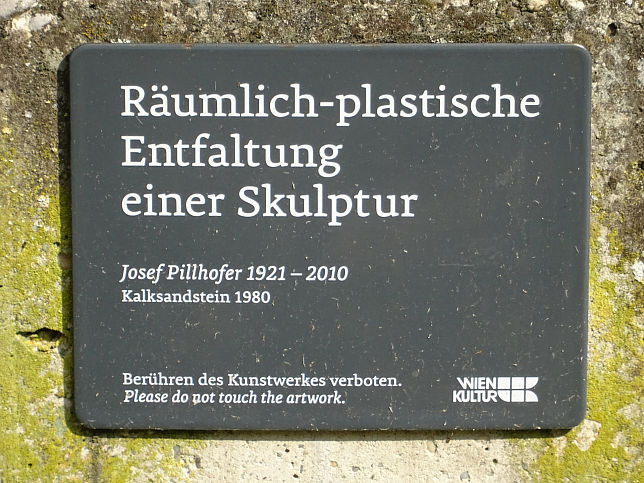 Räumlich-plastische
Entfaltung
einer Skulptur
Josef Pillhofer 1921 – 2010
Kalksandstein 1980
Berühren des Kunstwerkes verboten.
Please do not touch the artwork.
WIEN
KULTUR